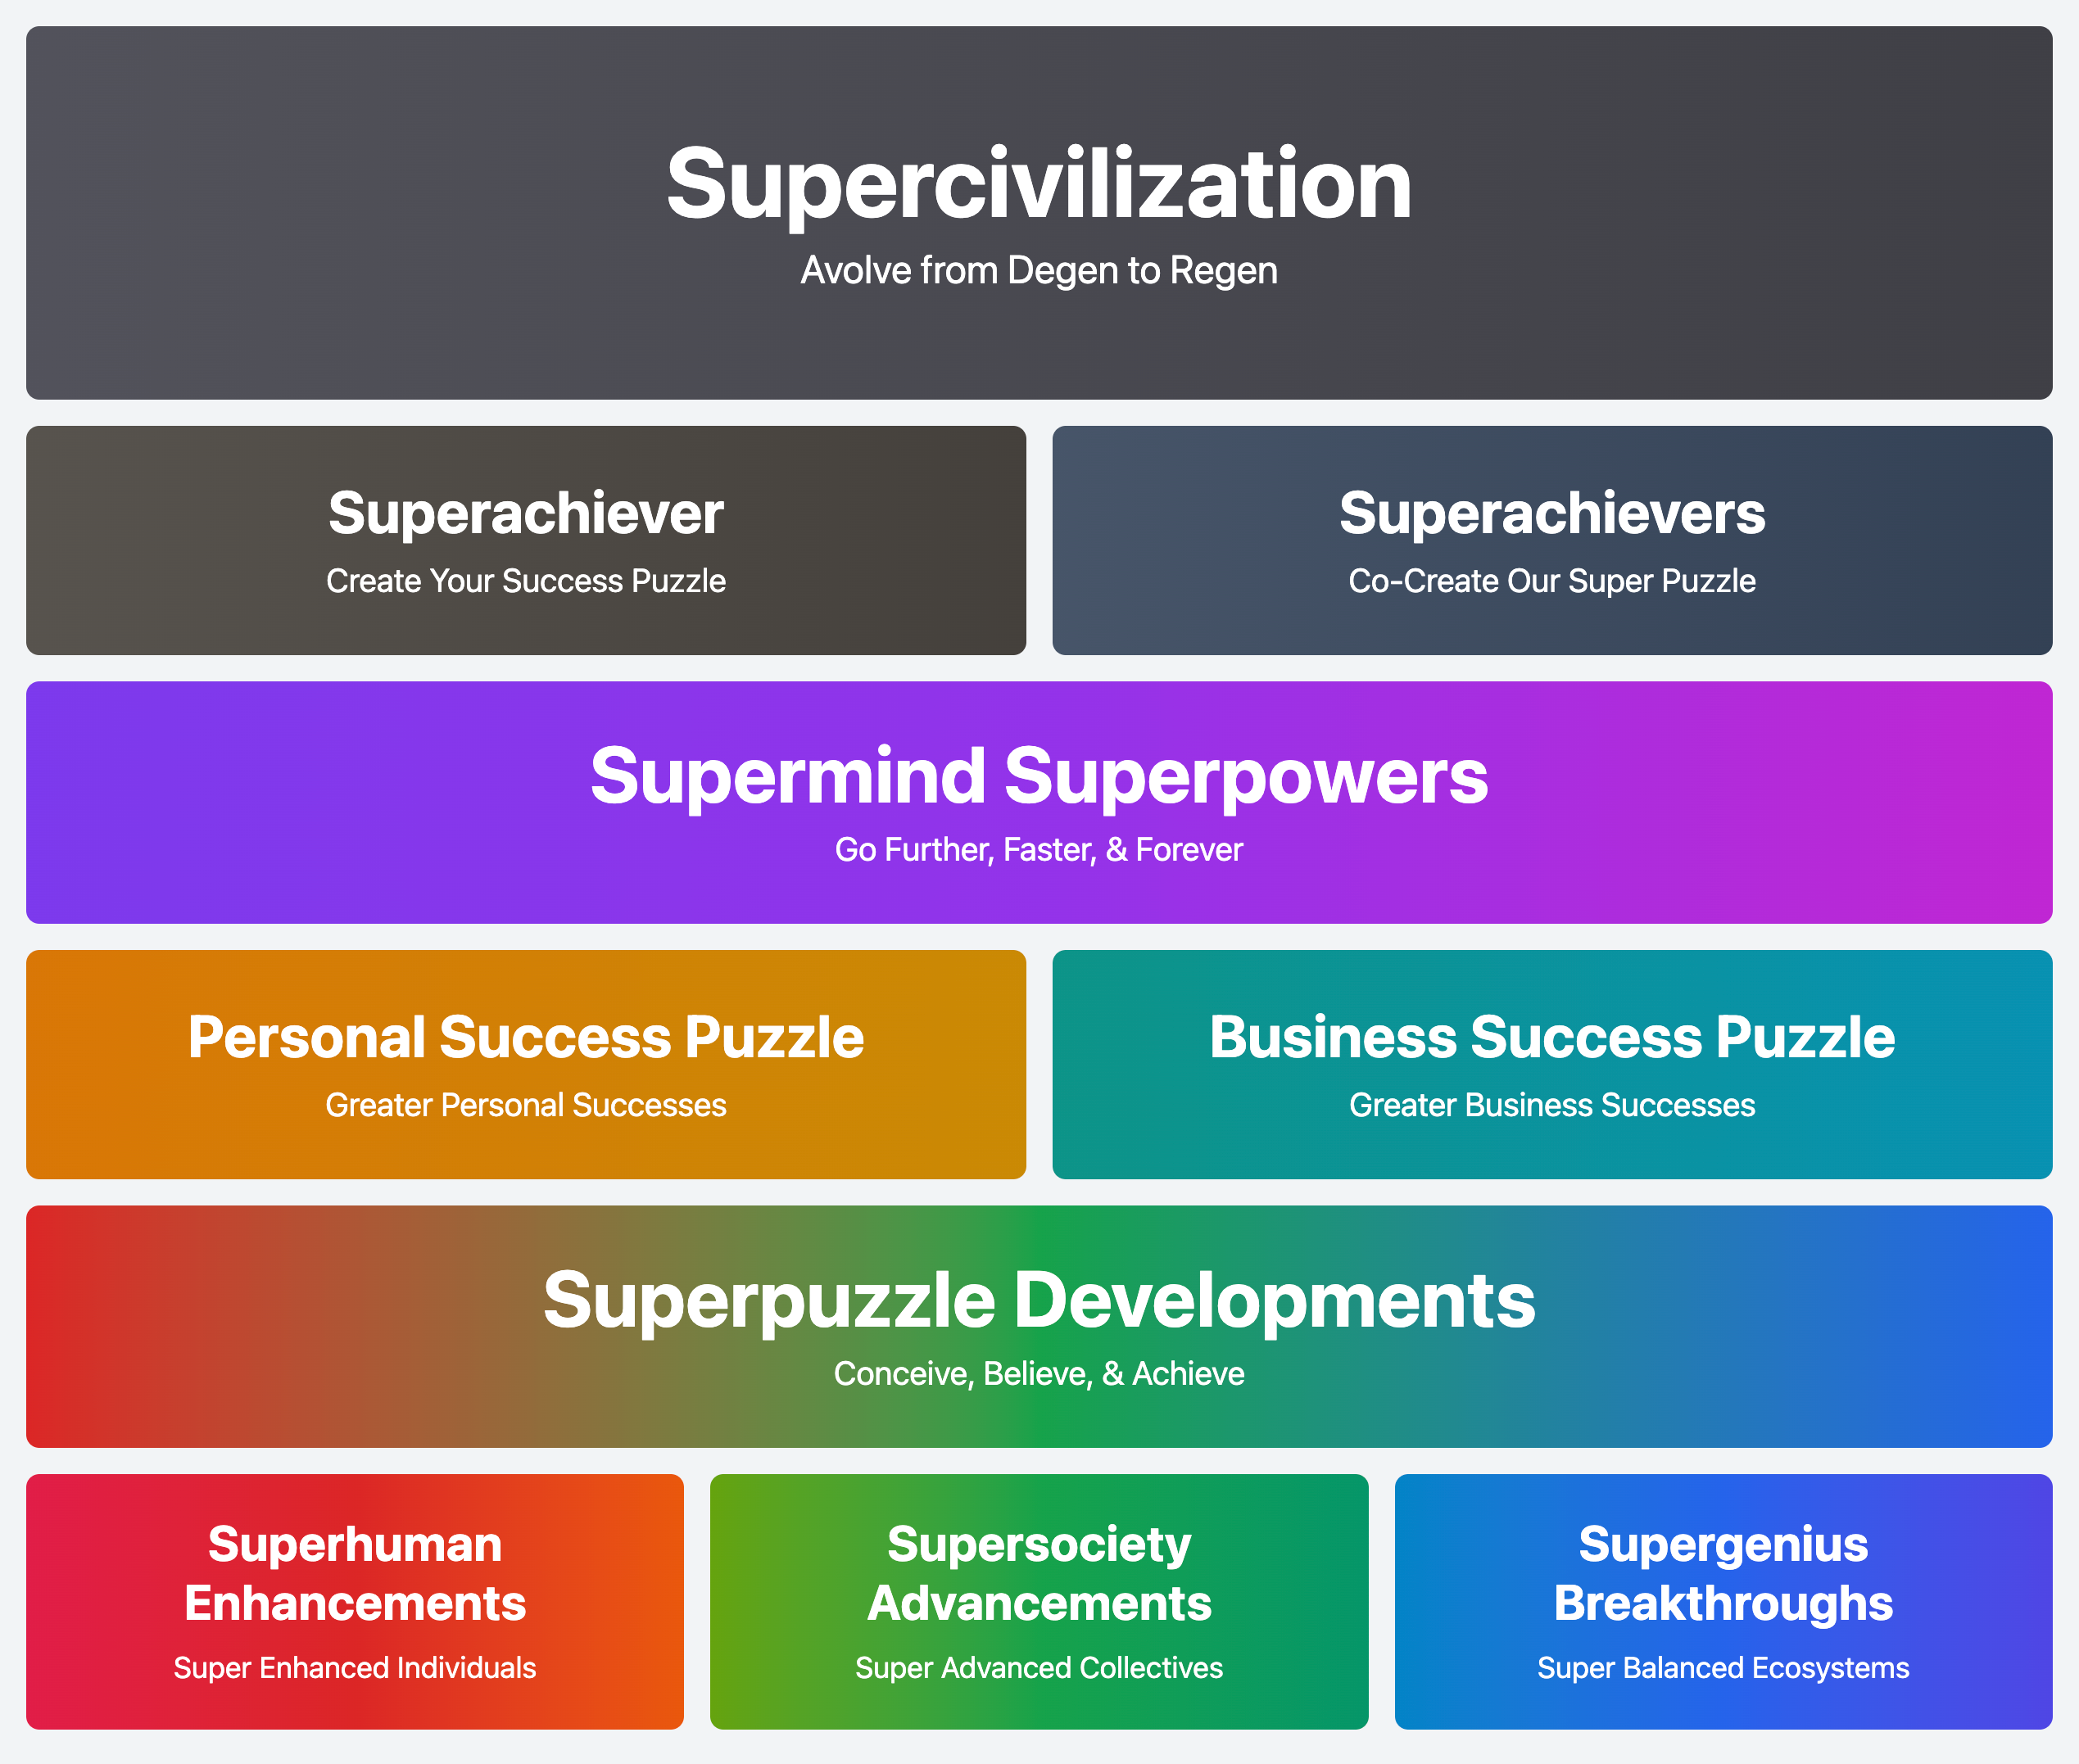 Supercivilization
Avolve from Degen to Regen
Superachiever
Create Your Success Puzzle
Superachievers
Co-Create Our Super Puzzle
Supermind Superpowers
Go Further, Faster, & Forever
Personal Success Puzzle
Greater Personal Successes
Business Success Puzzle
Greater Business Successes
Superpuzzle Developments
Conceive, Believe, & Achieve
Superhuman
Enhancements
Super Enhanced Individuals
Supersociety
Advancements
Super Advanced Collectives
Supergenius
Breakthroughs
Super Balanced Ecosystems